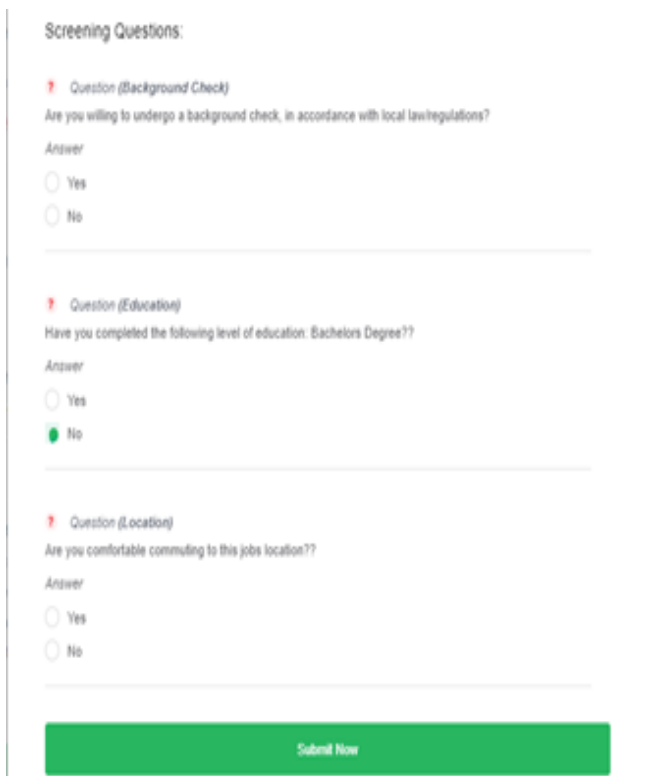 Screening Questions:
? Question (Background Check)
Are you willing to undergo a background check, in accordance with local law/regulations?
Answer
Yes
No
? Question (Education)
Have you completed the following level of education: Bachelors Degree??
Answer
Yes
No
? Question (Location)
Are you comfortable commuting to this jobs location??
Answer
Yes
No
Submit Now